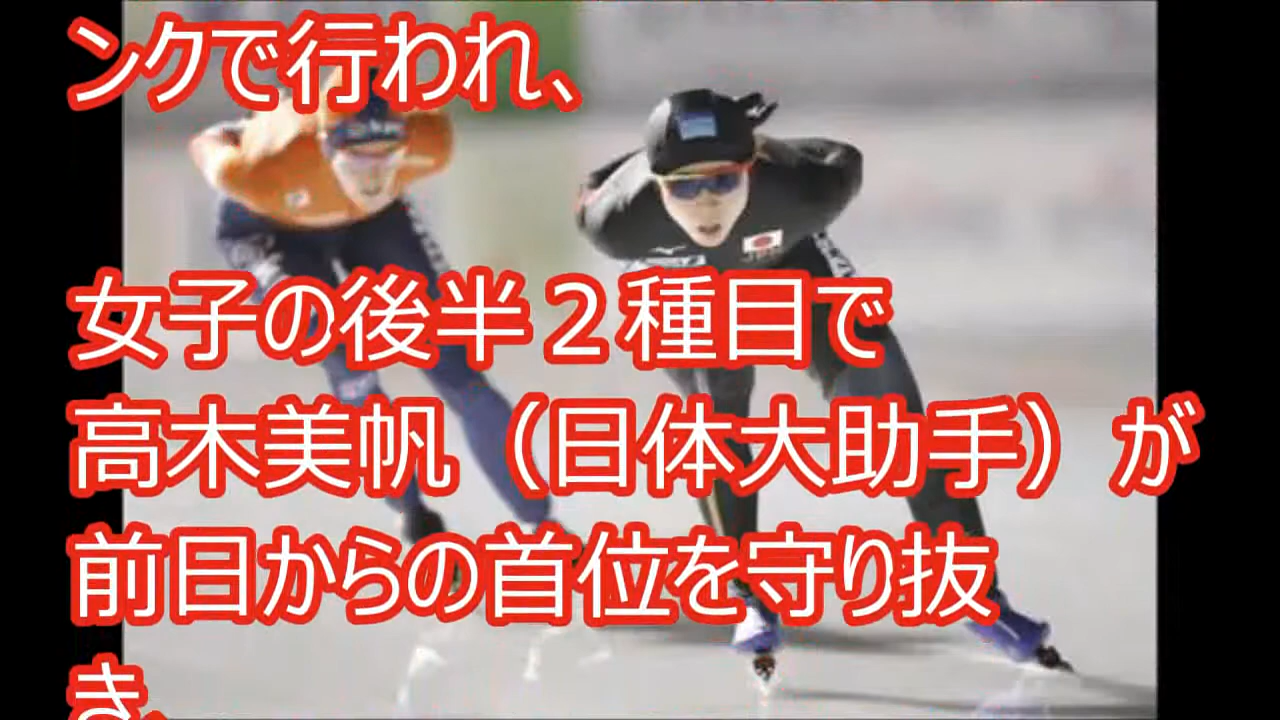 ンクで行われ、
女子の後半２種目で
高木美帆（日体大助手）が
前日からの首位を守り抜
き、